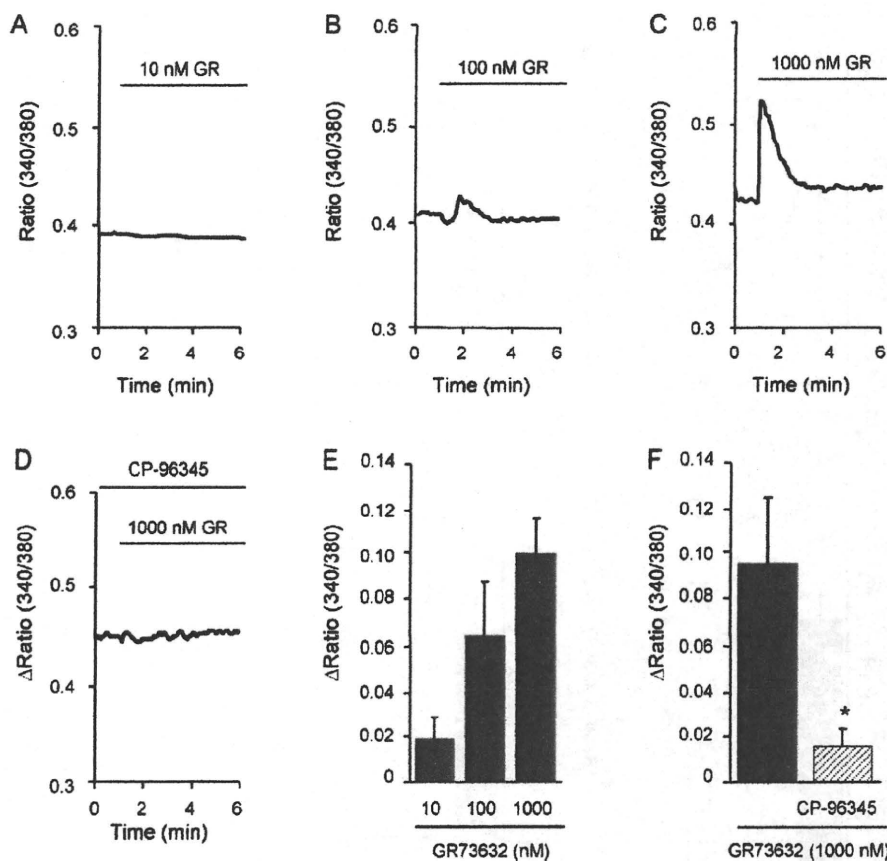 A
10 nM GR
Ratio (340/380)
0.6
0.5
0.4
0.3
0 2 4 6
Time (min)
B
100 nM GR
Ratio (340/380)
0.6
0.5
0.4
0.3
0 2 4 6
Time (min)
C
1000 nM GR
Ratio (340/380)
0.6
0.5
0.4
0.3
0 2 4 6
Time (min)
D
CP-96345
1000 nM GR
ΔRatio (340/380)
0.6
0.5
0.4
0.3
0 2 4 6
Time (min)
E
ΔRatio (340/380)
0.14
0.12
0.10
0.08
0.06
0.04
0.02
0
10 100 1000
GR73632 (nM)
F
ΔRatio (340/380)
0.14
0.12
0.10
0.08
0.06
0.04
0.02
0
*
CP-96345
GR73632 (1000 nM)